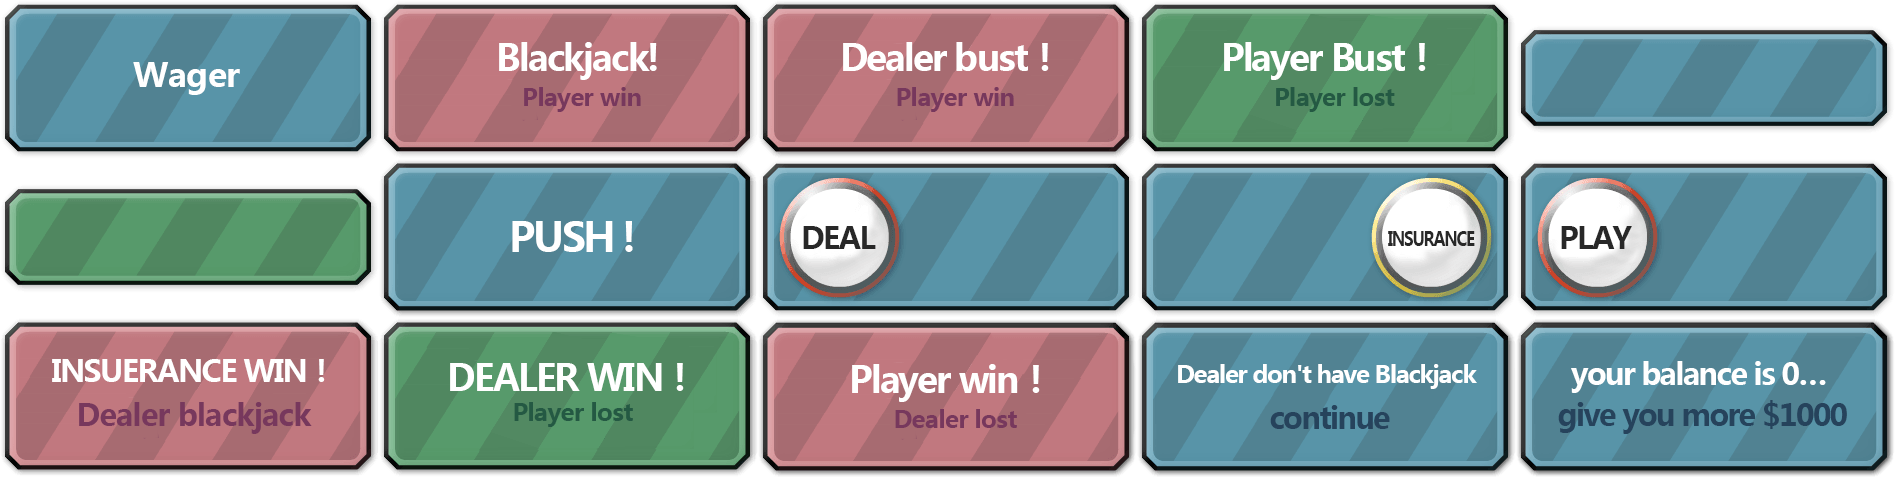 Wager
Blackjack!
Player win
Dealer bust !
Player win
Player Bust !
Player lost
PUSH !
DEAL
INSURANCE
PLAY
INSUERANCE WIN !
Dealer blackjack
DEALER WIN !
Player lost
Player win !
Dealer lost
Dealer don't have Blackjack
continue
your balance is 0...
give you more $1000